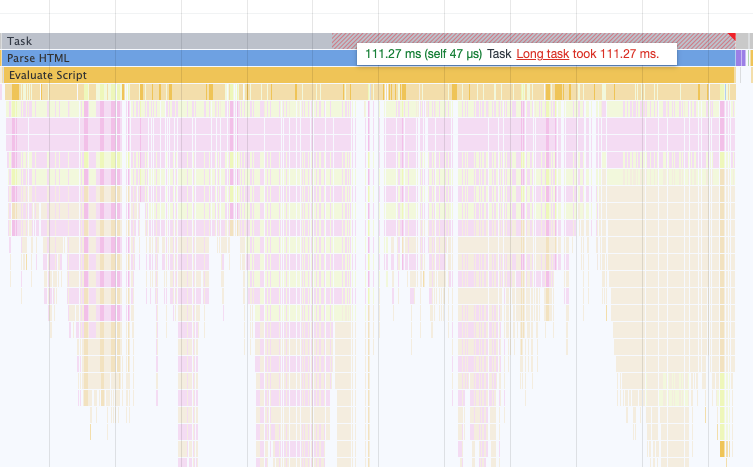 Task
111.27 ms (self 47 μs) Task Long task took 111.27 ms.
Parse HTML
Evaluate Script